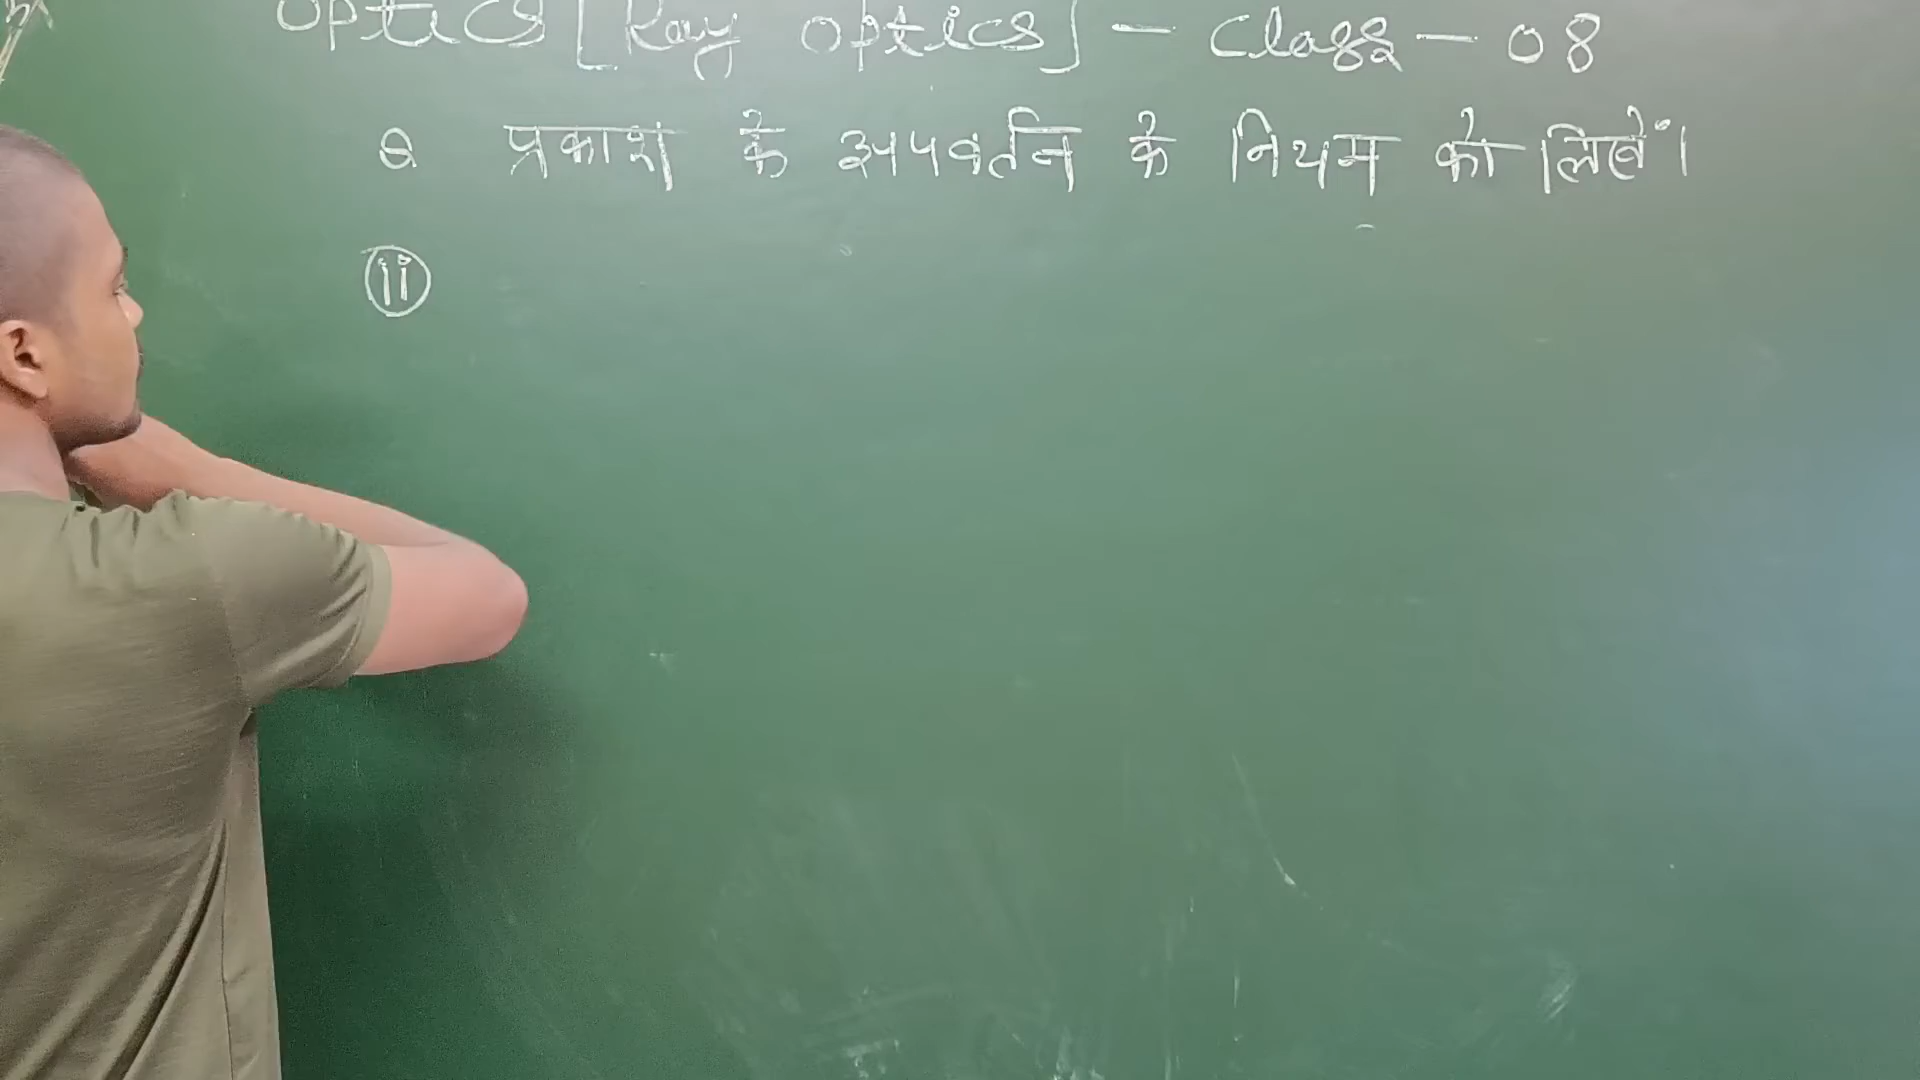 Optics [Ray Optics] - Class - 08
Q प्रकाश के अपवर्तन के नियम को लिखें।
(ii)